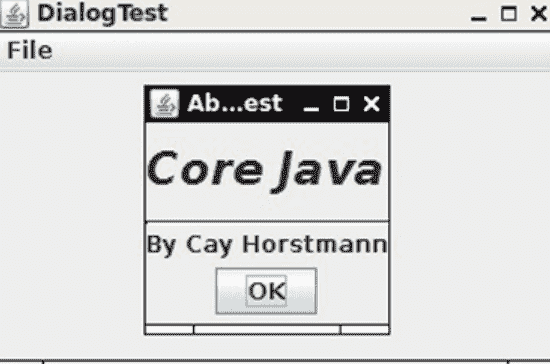 DialogTest
File
Ab...est
Core Java
By Cay Horstmann
OK